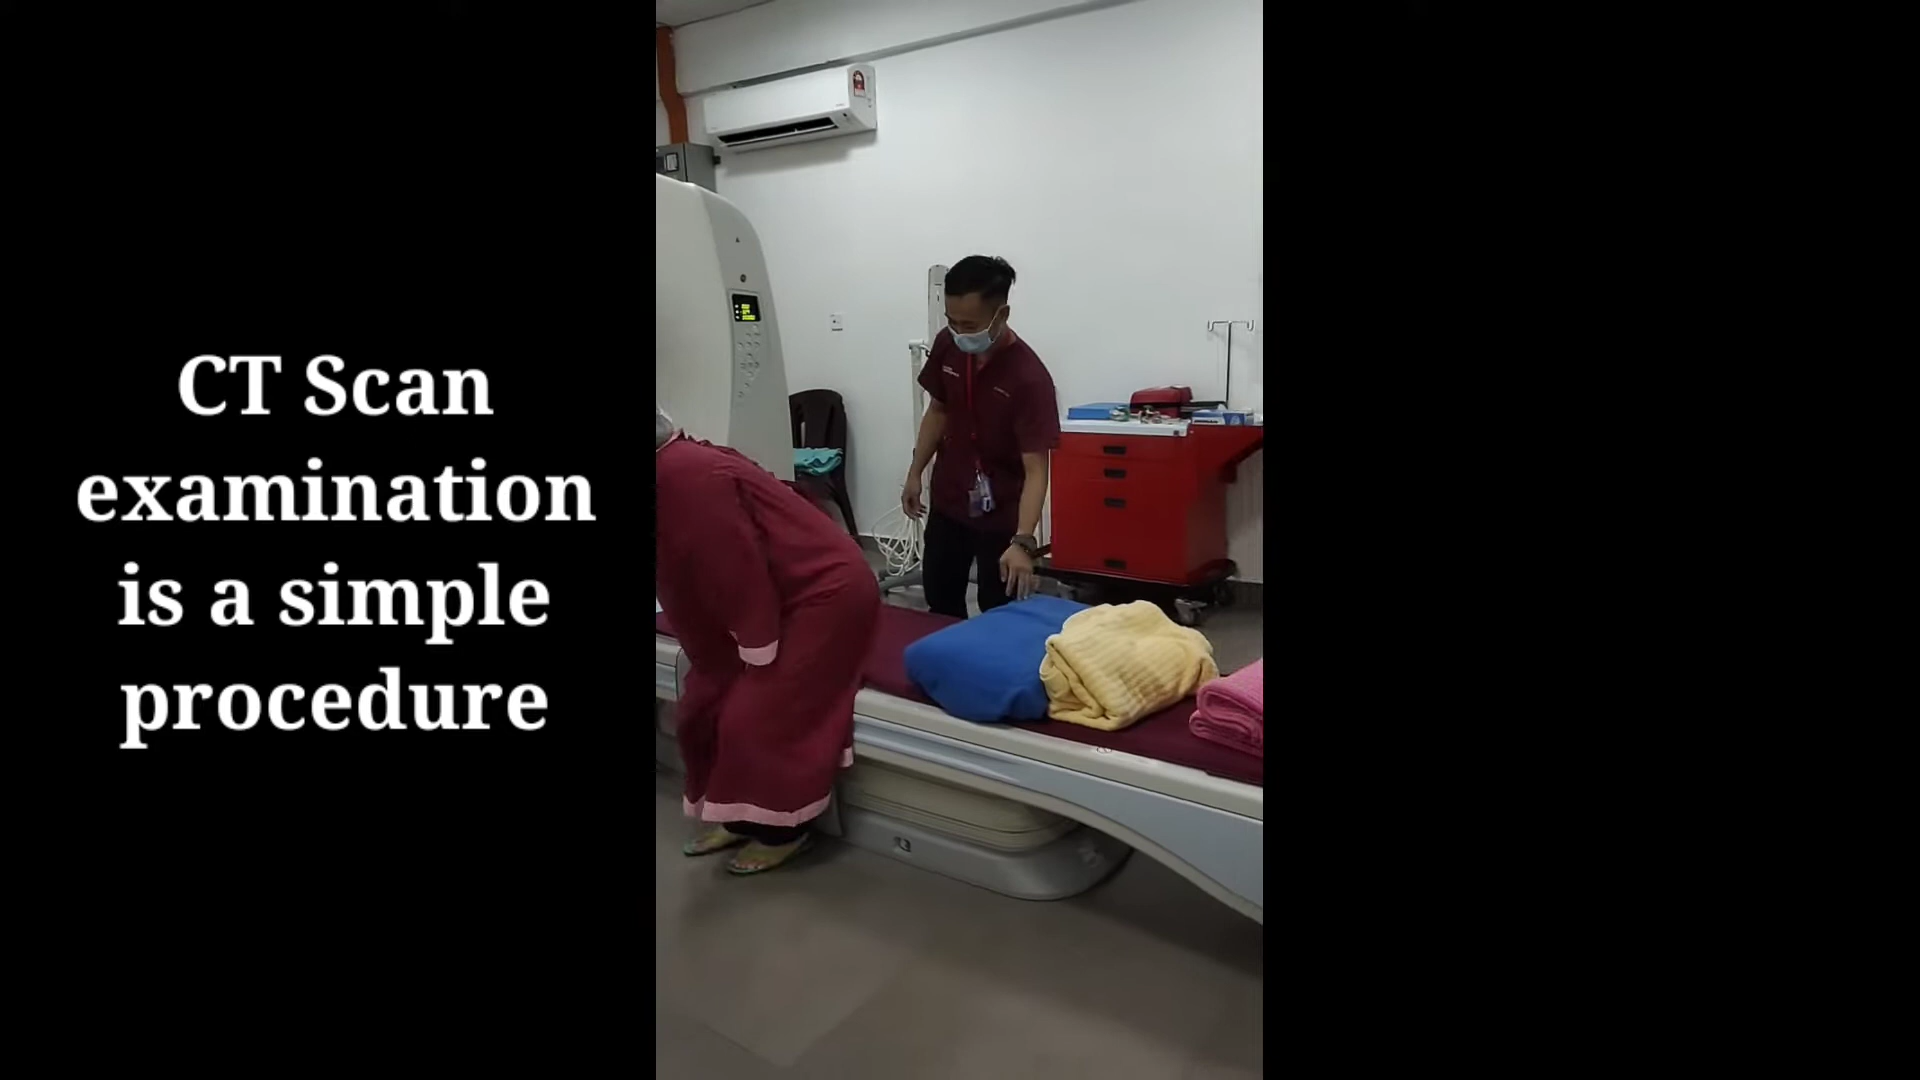 CT Scan
examination
is a simple
procedure